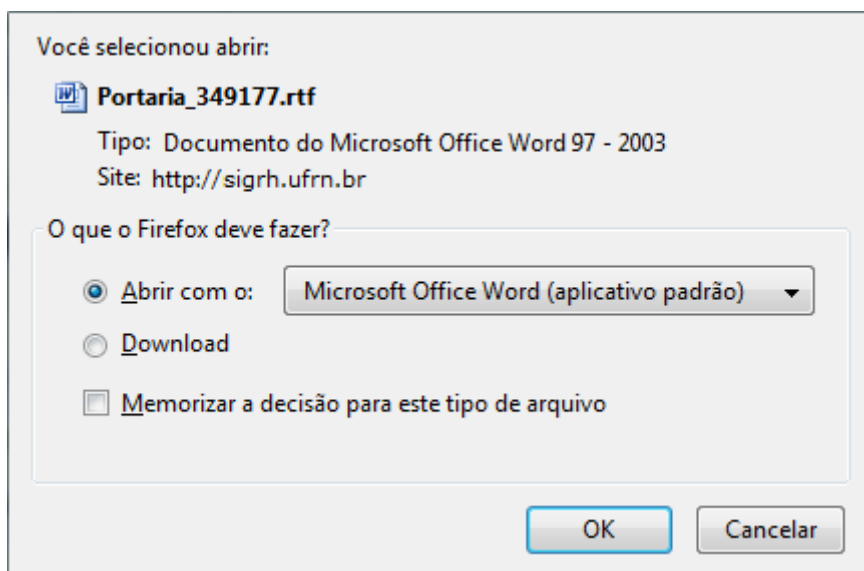 Você selecionou abrir:
Portaria_349177.rtf
Tipo: Documento do Microsoft Office Word 97 - 2003
Site: http://sigrh.ufrn.br
O que o Firefox deve fazer?
Abrir com o: Microsoft Office Word (aplicativo padrão)
Download
Memorizar a decisão para este tipo de arquivo
OK Cancelar